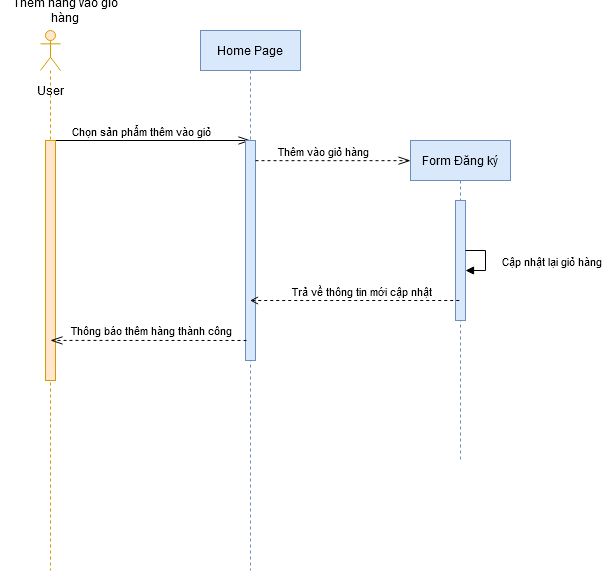 Thêm hàng vào giỏ
hàng
Home Page
User
Chọn sản phẩm thêm vào giỏ
Thêm vào giỏ hàng
Form Đăng ký
Cập nhật lại giỏ hàng
Trả về thông tin mới cập nhật
Thông báo thêm hàng thành công